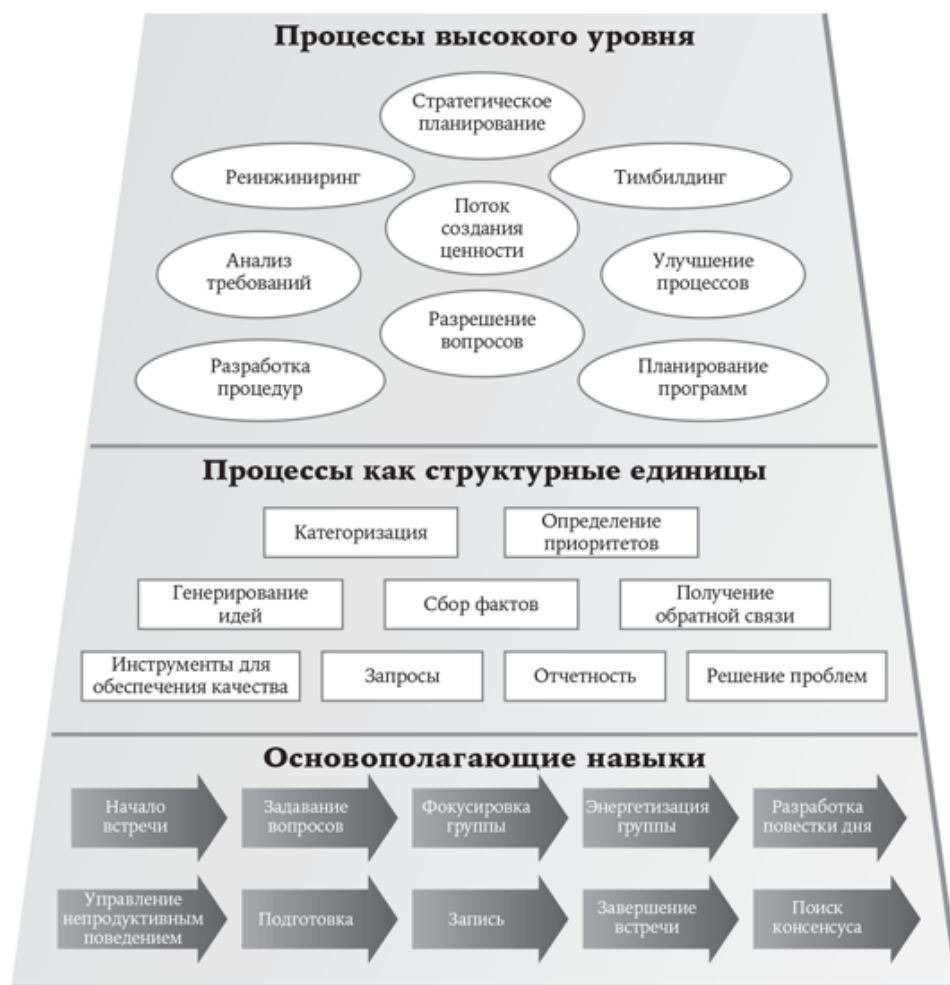 Процессы высокого уровня
Стратегическое
планирование
Реинжиниринг
Тимбилдинг
Поток
создания
ценности
Анализ
требований
Улучшение
процессов
Разрешение
вопросов
Разработка
процедур
Планирование
программ
Процессы как структурные единицы
Категоризация
Определение
приоритетов
Генерирование
идей
Сбор фактов
Получение
обратной связи
Инструменты для
обеспечения качества
Запросы
Отчетность
Решение проблем
Основополагающие навыки
Начало
встречи
Задавание
вопросов
Фокусировка
группы
Энергетизация
группы
Разработка
повестки дня
Управление
непродуктивным
поведением
Подготовка
Запись
Завершение
встречи
Поиск
консенсуса